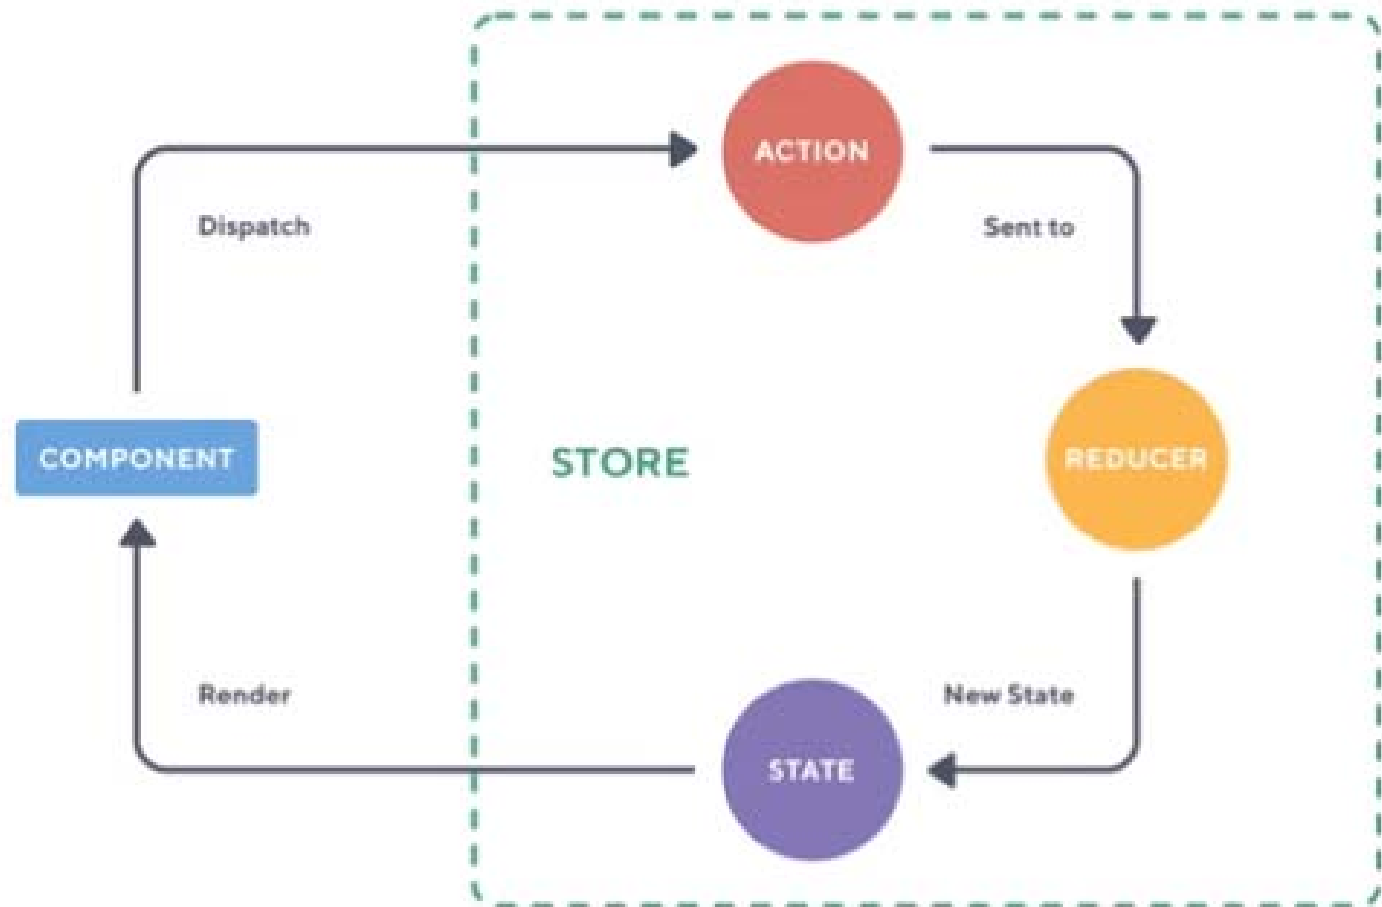 ACTION
Dispatch
Sent to
COMPONENT
STORE
REDUCER
Render
New State
STATE